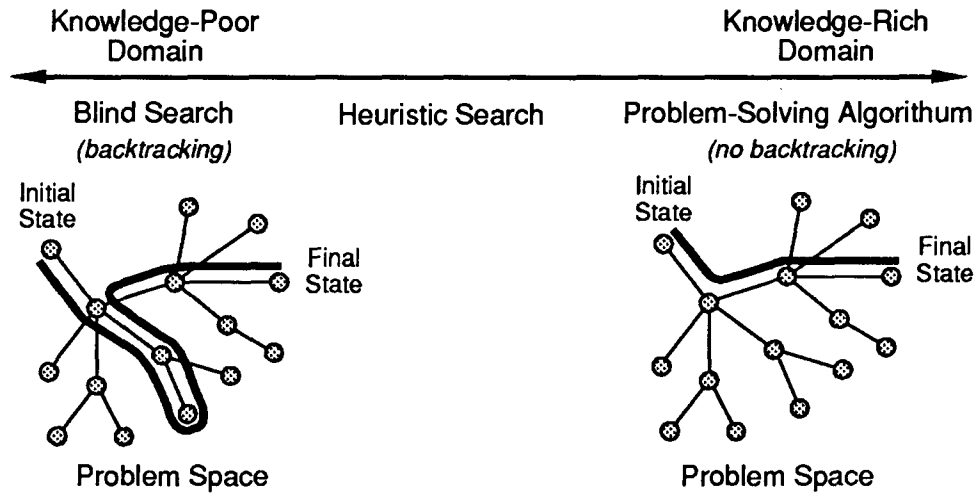 Knowledge-Poor
Domain
Knowledge-Rich
Domain
Blind Search
(backtracking)
Heuristic Search
Problem-Solving Algorithum
(no backtracking)
Initial
State
Final
State
Problem Space
Initial
State
Final
State
Problem Space